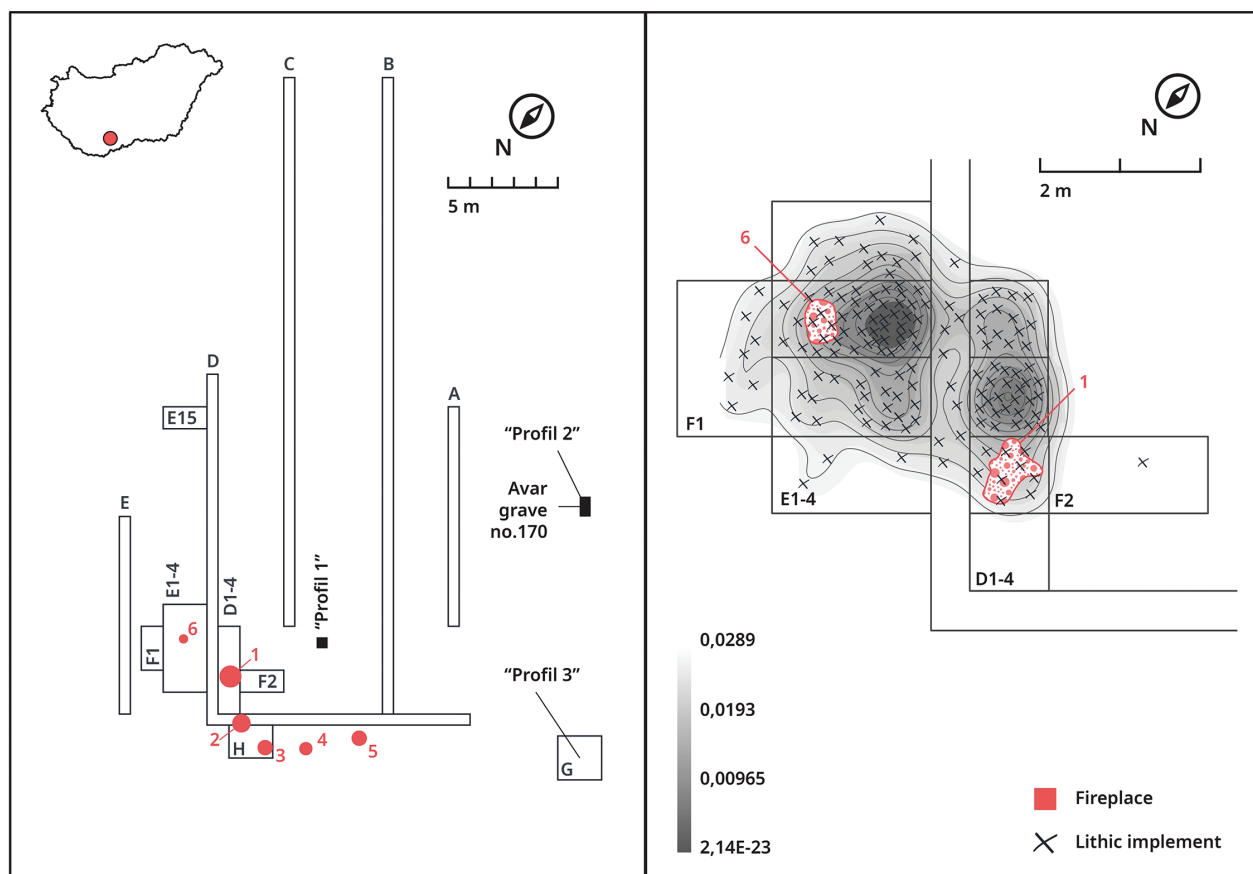 C
B
N
5 m
D
A
E15
“Profil 2”
Avar
grave
no.170
E
E1-4
D1-4
“Profil 1”
6
F1
1
F2
“Profil 3”
2
H
3
4
5
G
N
2 m
6
1
F1
E1-4
F2
D1-4
0,0289
0,0193
0,00965
2,14E-23
Fireplace
Lithic implement